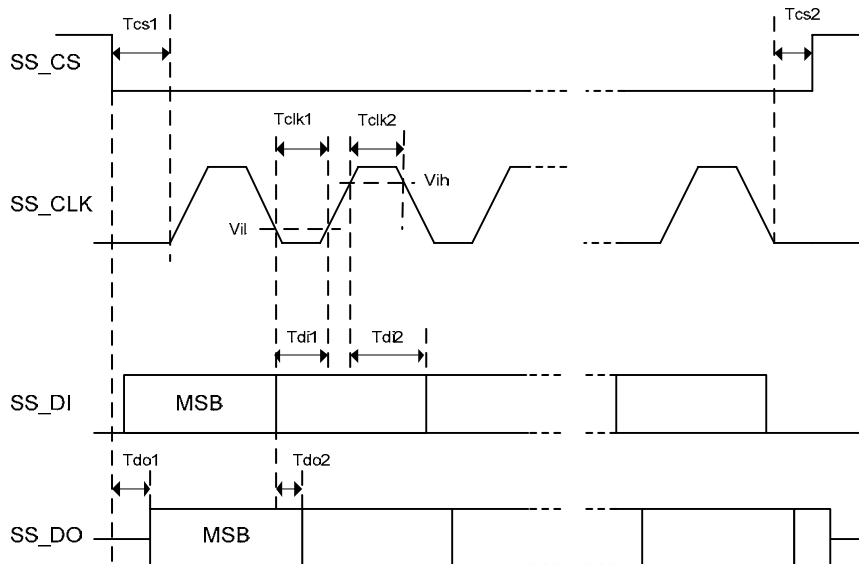 Tcs1
Tcs2
SS_CS
Tclk1
Tclk2
Vih
SS_CLK
Vil
Tdi1
Tdi2
SS_DI
MSB
Tdo1
Tdo2
SS_DO
MSB